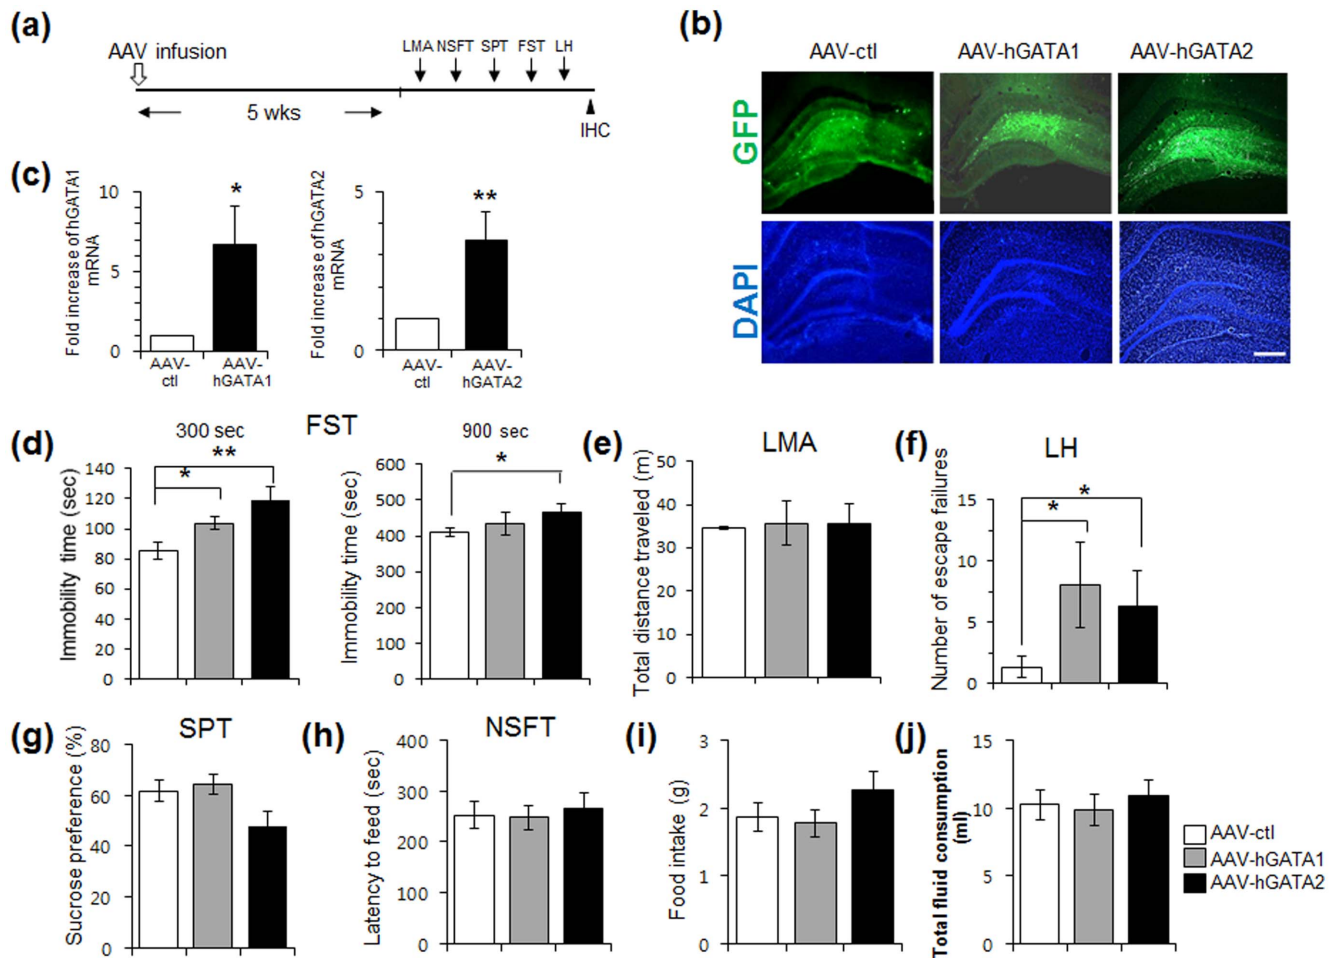 (a)
LMA NSFT SPT FST LH
AAV infusion
5 wks
IHC
(b)
AAV-ctl AAV-hGATA1 AAV-hGATA2
GFP
DAPI
(c)
Fold increase of hGATA1
mRNA
10
5
0
AAV-
ctl
AAV-
hGATA1
*
Fold increase of hGATA2
mRNA
5
0
AAV-
ctl
AAV-
hGATA2
**
(d)
FST
300 sec
**
*
Immobility time (sec)
140
120
100
80
60
40
20
0
900 sec
*
Immobility time (sec)
600
500
400
300
200
100
0
(e)
LMA
Total distance traveled (m)
50
40
30
20
10
0
(f)
LH
*
*
Number of escape failures
15
10
5
0
(g)
SPT
Sucrose preference (%)
80
60
40
20
0
(h)
NSFT
Latency to feed (sec)
400
300
200
100
0
(i)
Food intake (g)
3
2
1
0
(j)
Total fluid consumption
(ml)
15
10
5
0
AAV-ctl
AAV-hGATA1
AAV-hGATA2